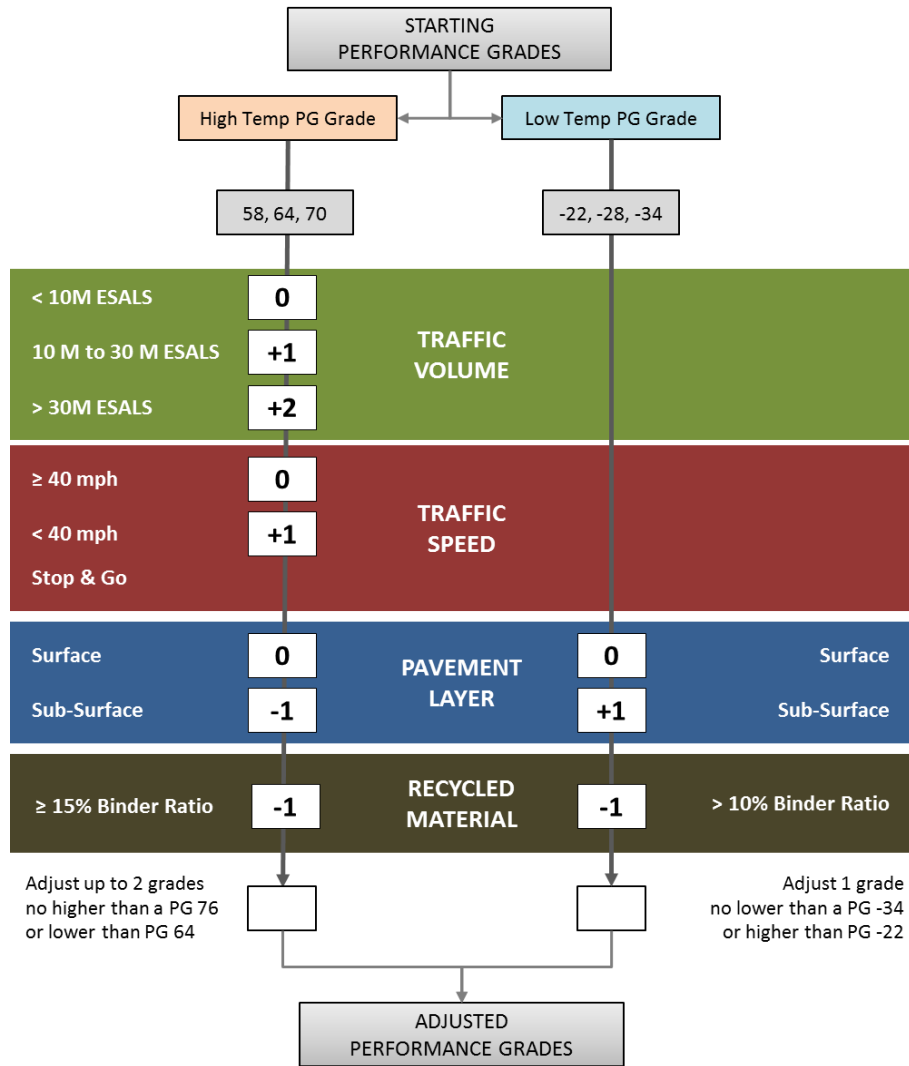 STARTING
PERFORMANCE GRADES
High Temp PG Grade
Low Temp PG Grade
58, 64, 70
-22, -28, -34
< 10M ESALS
0
10 M to 30 M ESALS
+1
> 30M ESALS
+2
TRAFFIC
VOLUME
≥ 40 mph
0
< 40 mph
+1
Stop & Go
TRAFFIC
SPEED
Surface
0
Sub-Surface
-1
PAVEMENT
LAYER
0
Surface
+1
Sub-Surface
≥ 15% Binder Ratio
-1
RECYCLED
MATERIAL
-1
> 10% Binder Ratio
Adjust up to 2 grades
no higher than a PG 76
or lower than PG 64
Adjust 1 grade
no lower than a PG -34
or higher than PG -22
ADJUSTED
PERFORMANCE GRADES